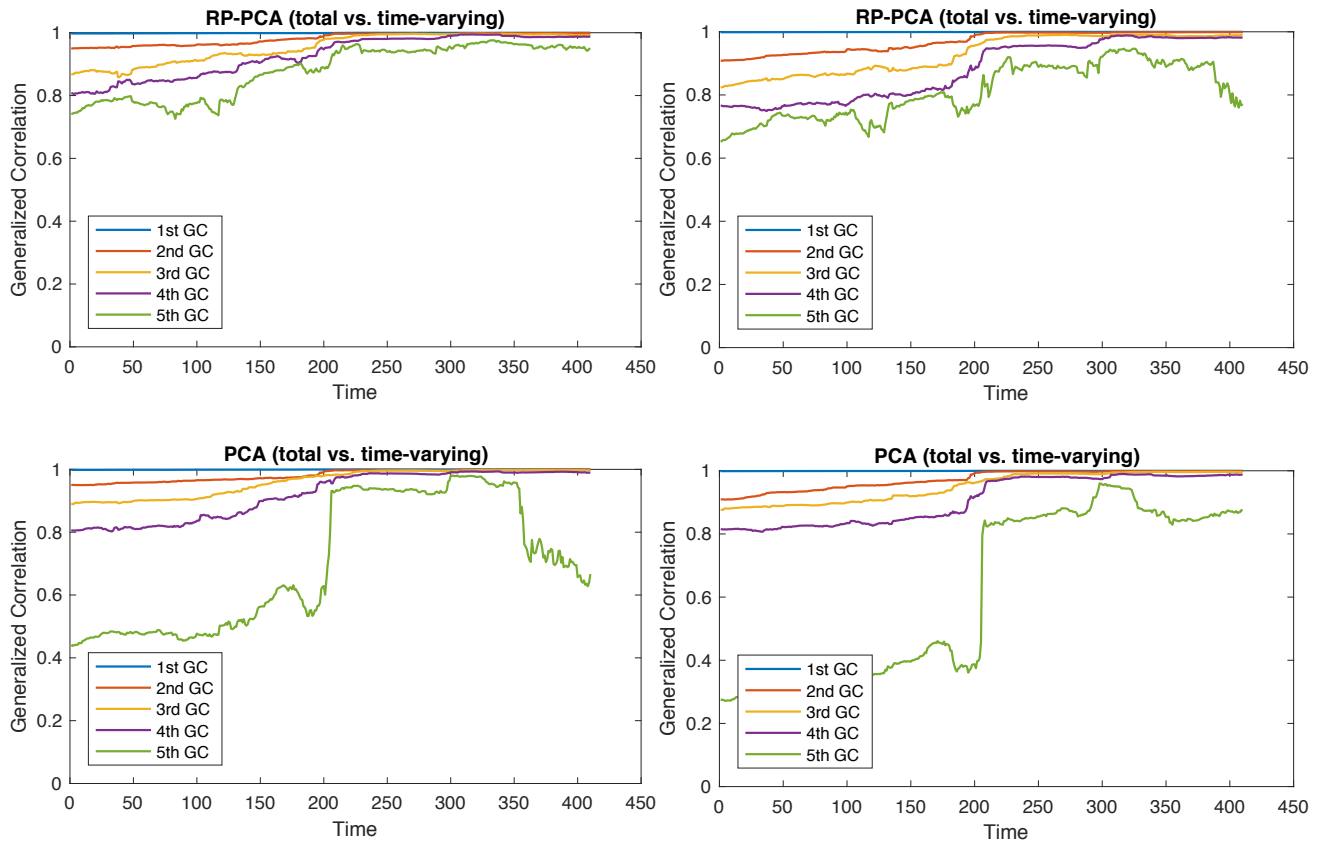 RP-PCA (total vs. time-varying)
Generalized Correlation
1
0.8
0.6
0.4
0.2
0
1st GC
2nd GC
3rd GC
4th GC
5th GC
0 50 100 150 200 250 300 350 400 450
Time
RP-PCA (total vs. time-varying)
Generalized Correlation
1
0.8
0.6
0.4
0.2
0
1st GC
2nd GC
3rd GC
4th GC
5th GC
0 50 100 150 200 250 300 350 400 450
Time
PCA (total vs. time-varying)
Generalized Correlation
1
0.8
0.6
0.4
0.2
0
1st GC
2nd GC
3rd GC
4th GC
5th GC
0 50 100 150 200 250 300 350 400 450
Time
PCA (total vs. time-varying)
Generalized Correlation
1
0.8
0.6
0.4
0.2
0
1st GC
2nd GC
3rd GC
4th GC
5th GC
0 50 100 150 200 250 300 350 400 450
Time